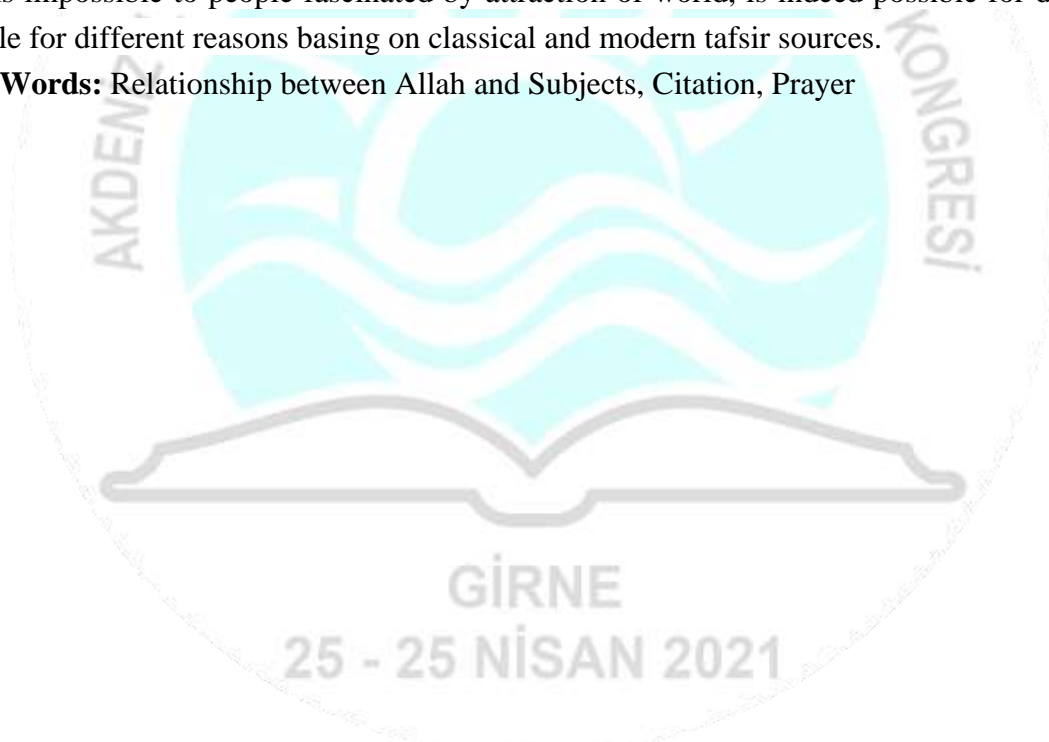 is impossible to people fascinated by attraction of world, is indeed possible for d
le for different reasons basing on classical and modern tafsir sources.
Words: Relationship between Allah and Subjects, Citation, Prayer
AKDENİZ
KONGRESİ
GİRNE
25 - 25 NİSAN 2021